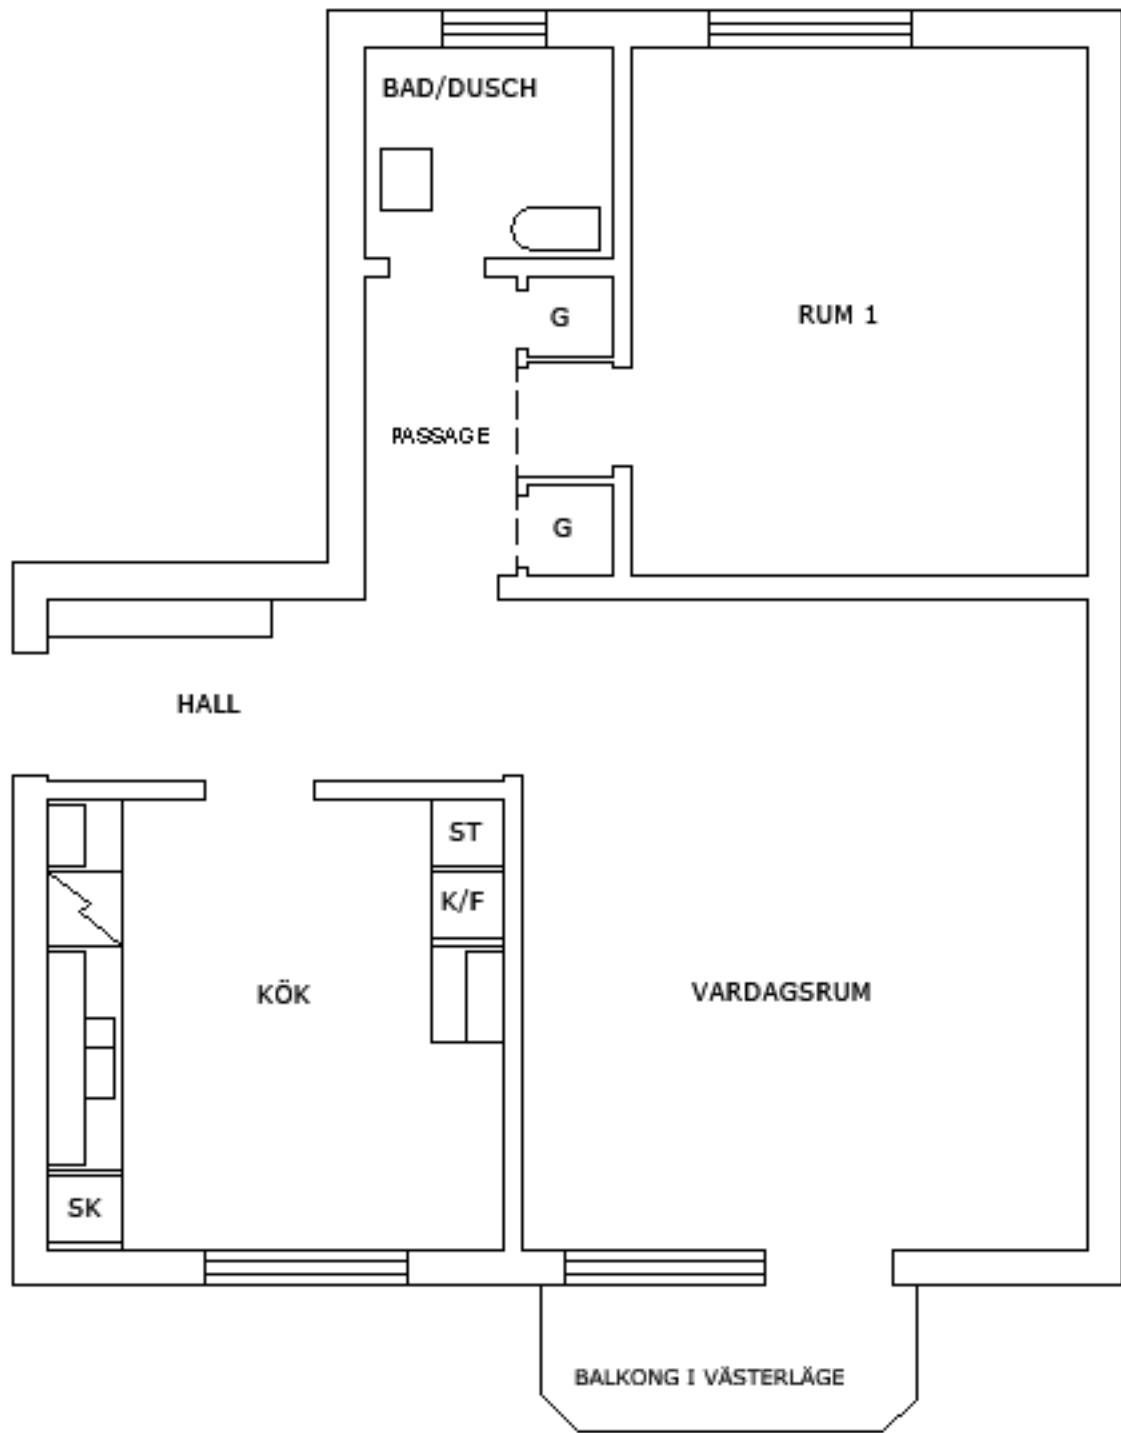 BAD/DUSCH
G
RUM 1
PASSAGE
G
HALL
ST
K/F
KÖK
VARDAGSRUM
SK
BALKONG I VÄSTERLÄGE